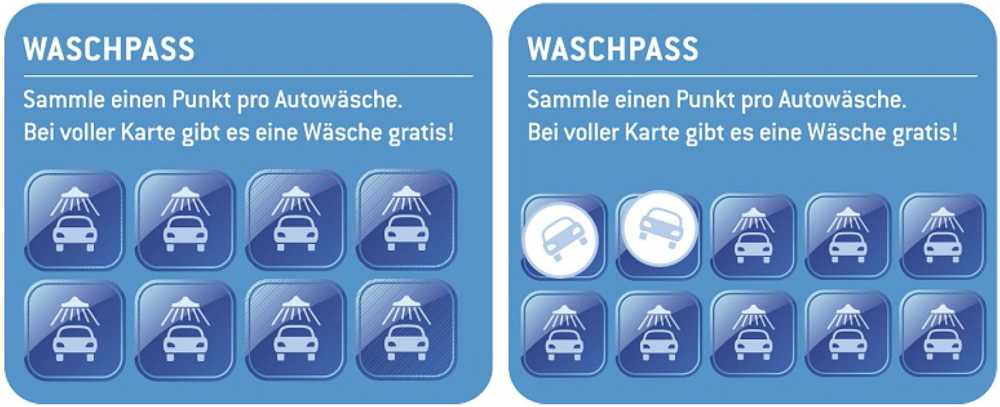 WASCHPASS
Sammle einen Punkt pro Autowäsche.
Bei voller Karte gibt es eine Wäsche gratis!
WASCHPASS
Sammle einen Punkt pro Autowäsche.
Bei voller Karte gibt es eine Wäsche gratis!